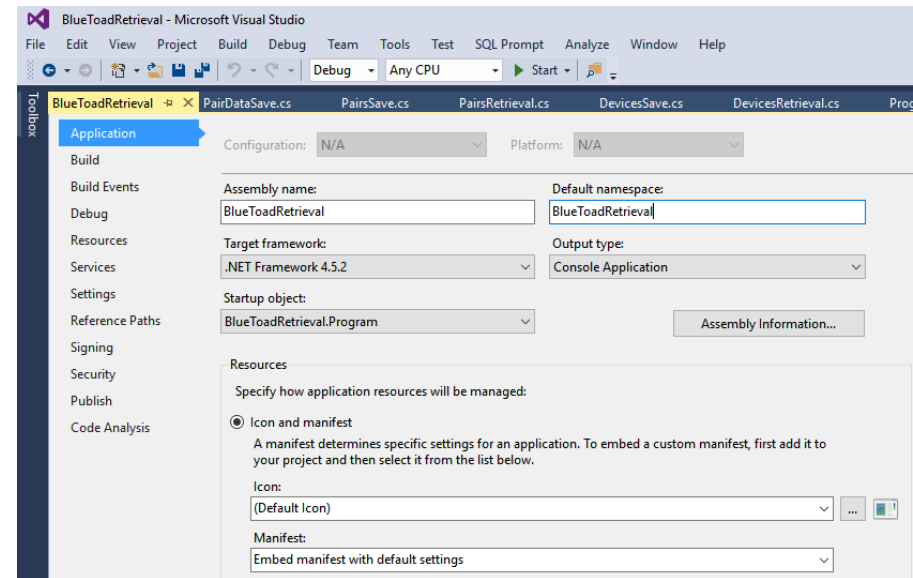 BlueToadRetrieval - Microsoft Visual Studio
File Edit View Project Build Debug Team Tools Test SQL Prompt Analyze Window Help
Debug Any CPU Start
Toolbox
BlueToadRetrieval PairDataSave.cs PairsSave.cs PairsRetrieval.cs DevicesSave.cs DevicesRetrieval.cs Prog
Application
Build
Build Events
Debug
Resources
Services
Settings
Reference Paths
Signing
Security
Publish
Code Analysis
Configuration: N/A Platform: N/A
Assembly name: Default namespace:
BlueToadRetrieval BlueToadRetrieval
Target framework: Output type:
.NET Framework 4.5.2 Console Application
Startup object:
BlueToadRetrieval.Program Assembly Information...
Resources
Specify how application resources will be managed:
Icon and manifest
A manifest determines specific settings for an application. To embed a custom manifest, first add it to
your project and then select it from the list below.
Icon:
(Default Icon) ...
Manifest:
Embed manifest with default settings